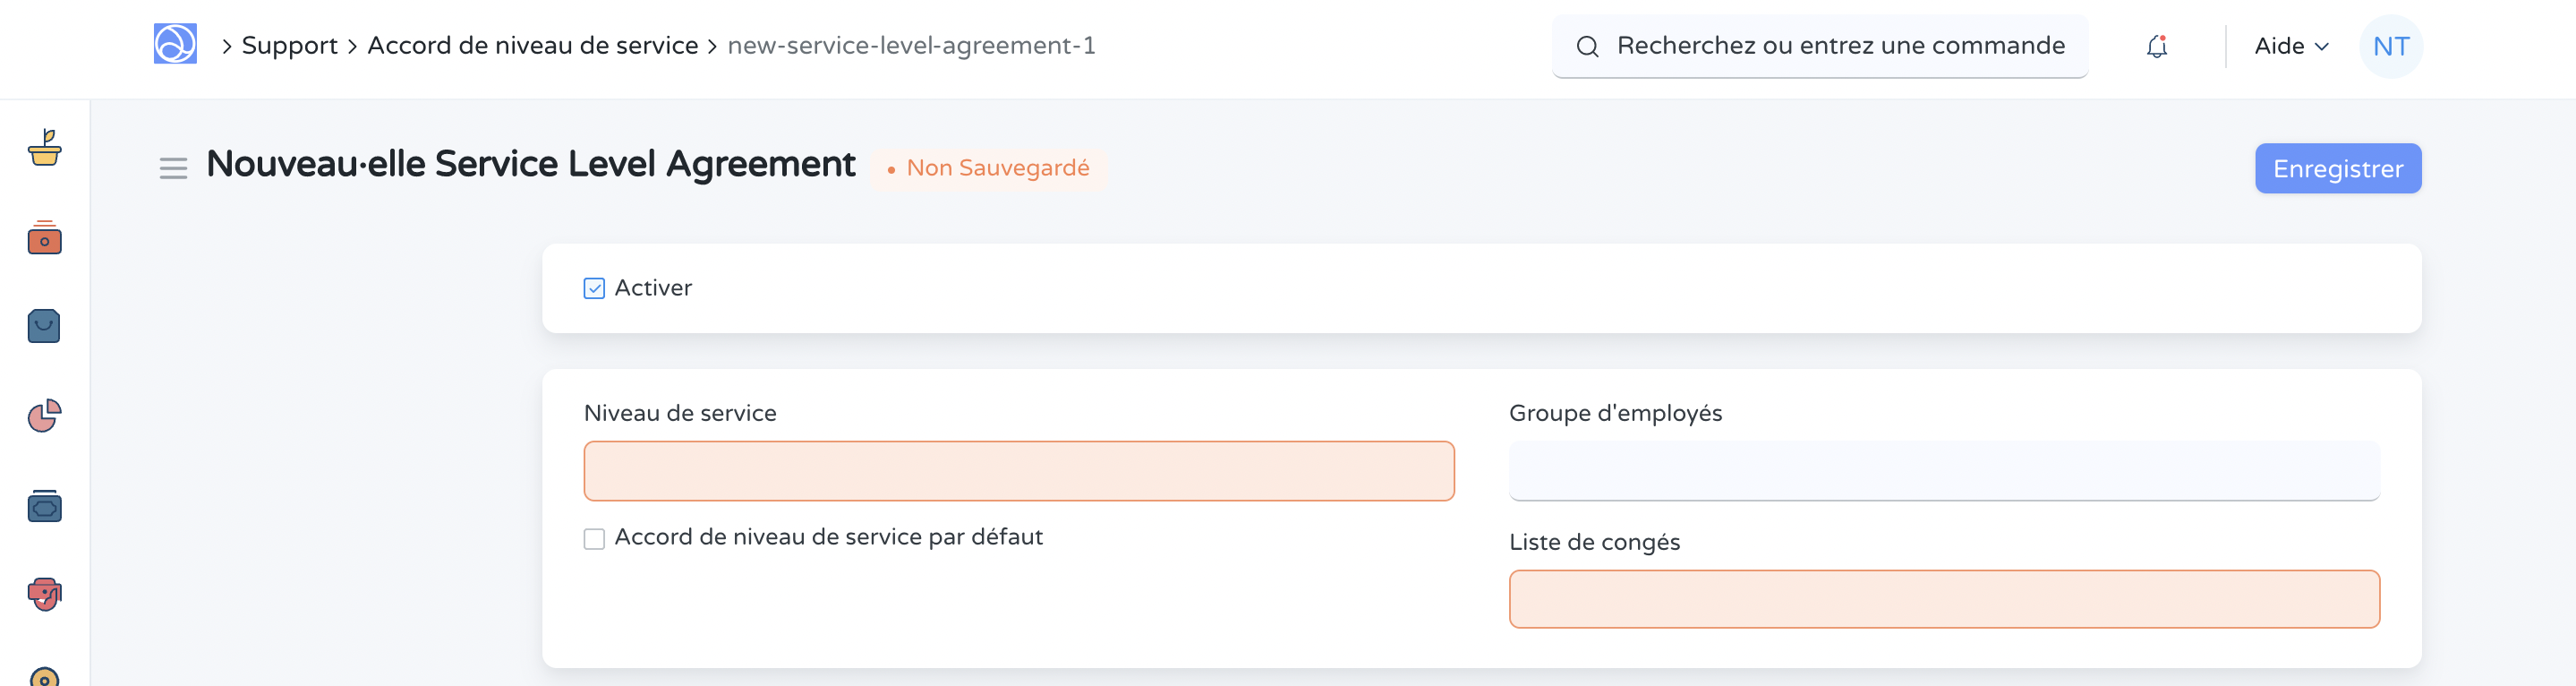 Support > Accord de niveau de service > new-service-level-agreement-1
Recherchez ou entrez une commande
Aide
NT
Nouveau·elle Service Level Agreement
• Non Sauvegardé
Enregistrer
Activer
Niveau de service
Groupe d'employés
Accord de niveau de service par défaut
Liste de congés